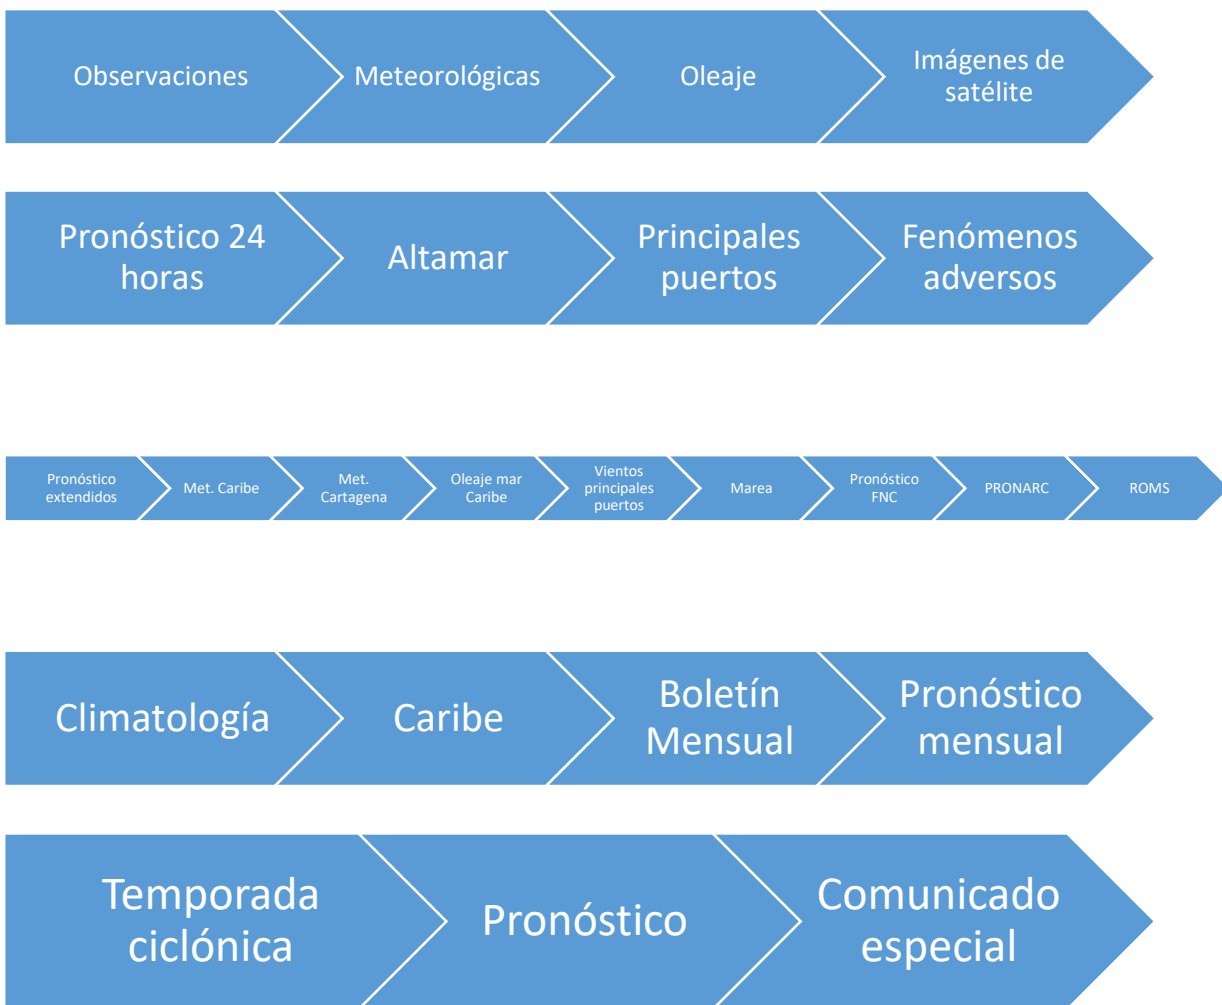 Observaciones
Meteorológicas
Oleaje
Imágenes de
satélite
Pronóstico 24
horas
Altamar
Principales
puertos
Fenómenos
adversos
Pronóstico
extendidos
Met. Caribe
Met.
Cartagena
Oleaje mar
Caribe
Vientos
principales
puertos
Marea
Pronóstico
FNC
PRONARC
ROMS
Climatología
Caribe
Boletín
Mensual
Pronóstico
mensual
Temporada
ciclónica
Pronóstico
Comunicado
especial